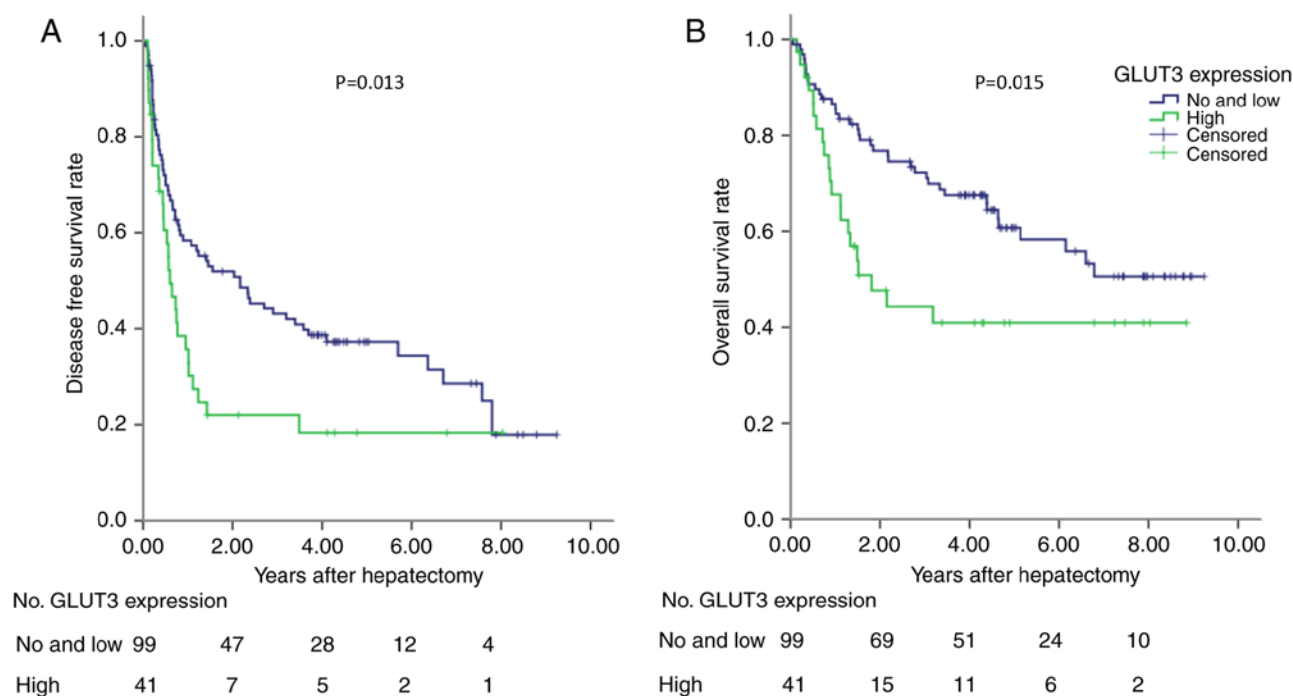 A
P=0.013
Disease free survival rate
1.0
0.8
0.6
0.4
0.2
0.0
0.00 2.00 4.00 6.00 8.00 10.00
Years after hepatectomy
No. GLUT3 expression
No and low 99 47 28 12 4
High 41 7 5 2 1
B
P=0.015
GLUT3 expression
No and low
High
Censored
Censored
Overall survival rate
1.0
0.8
0.6
0.4
0.2
0.0
0.00 2.00 4.00 6.00 8.00 10.00
Years after hepatectomy
No. GLUT3 expression
No and low 99 69 51 24 10
High 41 15 11 6 2